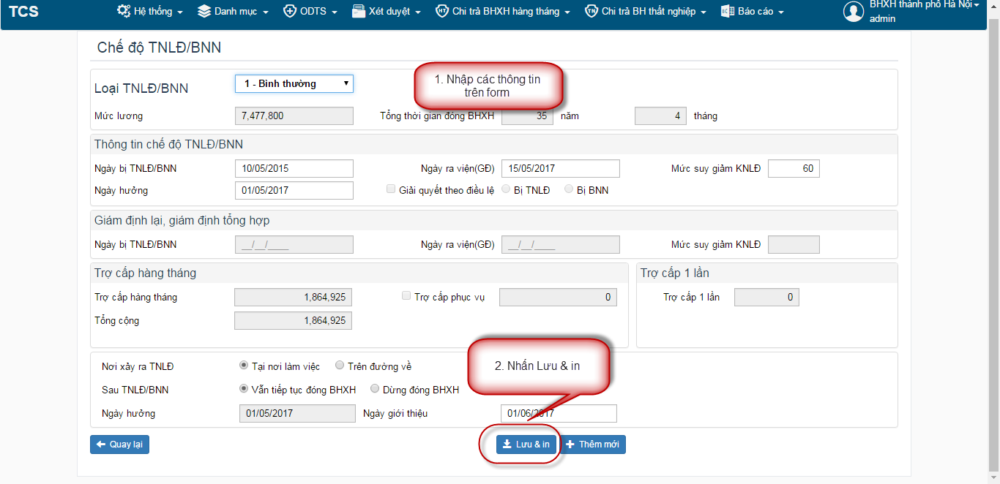 TCS Hệ thống Danh mục ODTS Xét duyệt Chi trả BHXH hàng tháng Chi trả BH thất nghiệp Báo cáo BHXH thành phố Hà Nội
admin
Chế độ TNLĐ/BNN
Loại TNLĐ/BNN 1 - Bình thường
1. Nhập các thông tin
trên form
Mức lương 7,477,800 Tổng thời gian đóng BHXH 35 năm 4 tháng
Thông tin chế độ TNLĐ/BNN
Ngày bị TNLĐ/BNN 10/05/2015 Ngày ra viện(GĐ) 15/05/2017 Mức suy giảm KNLĐ 60
Ngày hưởng 01/05/2017 Giải quyết theo điều lệ Bị TNLĐ Bị BNN
Giám định lại, giám định tổng hợp
Ngày bị TNLĐ/BNN __/__/____ Ngày ra viện(GĐ) __/__/____ Mức suy giảm KNLĐ
Trợ cấp hàng tháng Trợ cấp 1 lần
Trợ cấp hàng tháng 1,864,925 Trợ cấp phục vụ 0 Trợ cấp 1 lần 0
Tổng cộng 1,864,925
2. Nhấn Lưu & in
Nơi xảy ra TNLĐ Tại nơi làm việc Trên đường về
Sau TNLĐ/BNN Vẫn tiếp tục đóng BHXH Dừng đóng BHXH
Ngày hưởng 01/05/2017 Ngày giới thiệu 01/06/2017
Quay lại Lưu & in Thêm mới